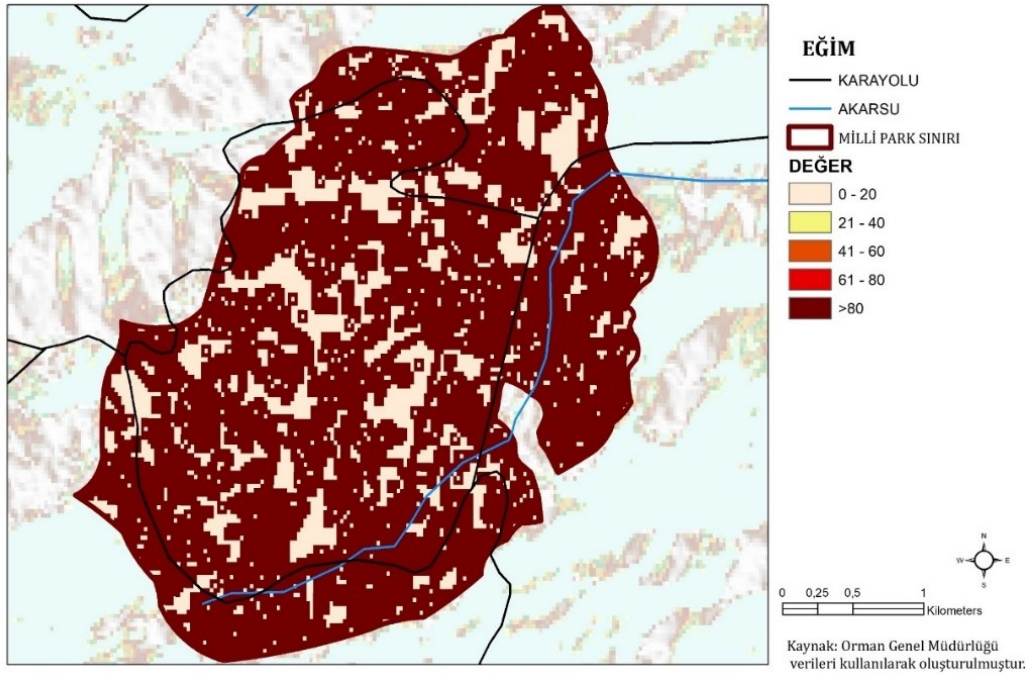 EĞİM
KARAYOLU
AKARSU
MİLLİ PARK SINIRI
DEĞER
0 - 20
21 - 40
41 - 60
61 - 80
>80
N
W E
S
0 0,25 0,5 1
Kilometers
Kaynak: Orman Genel Müdürlüğü
verileri kullanılarak oluşturulmuştur.